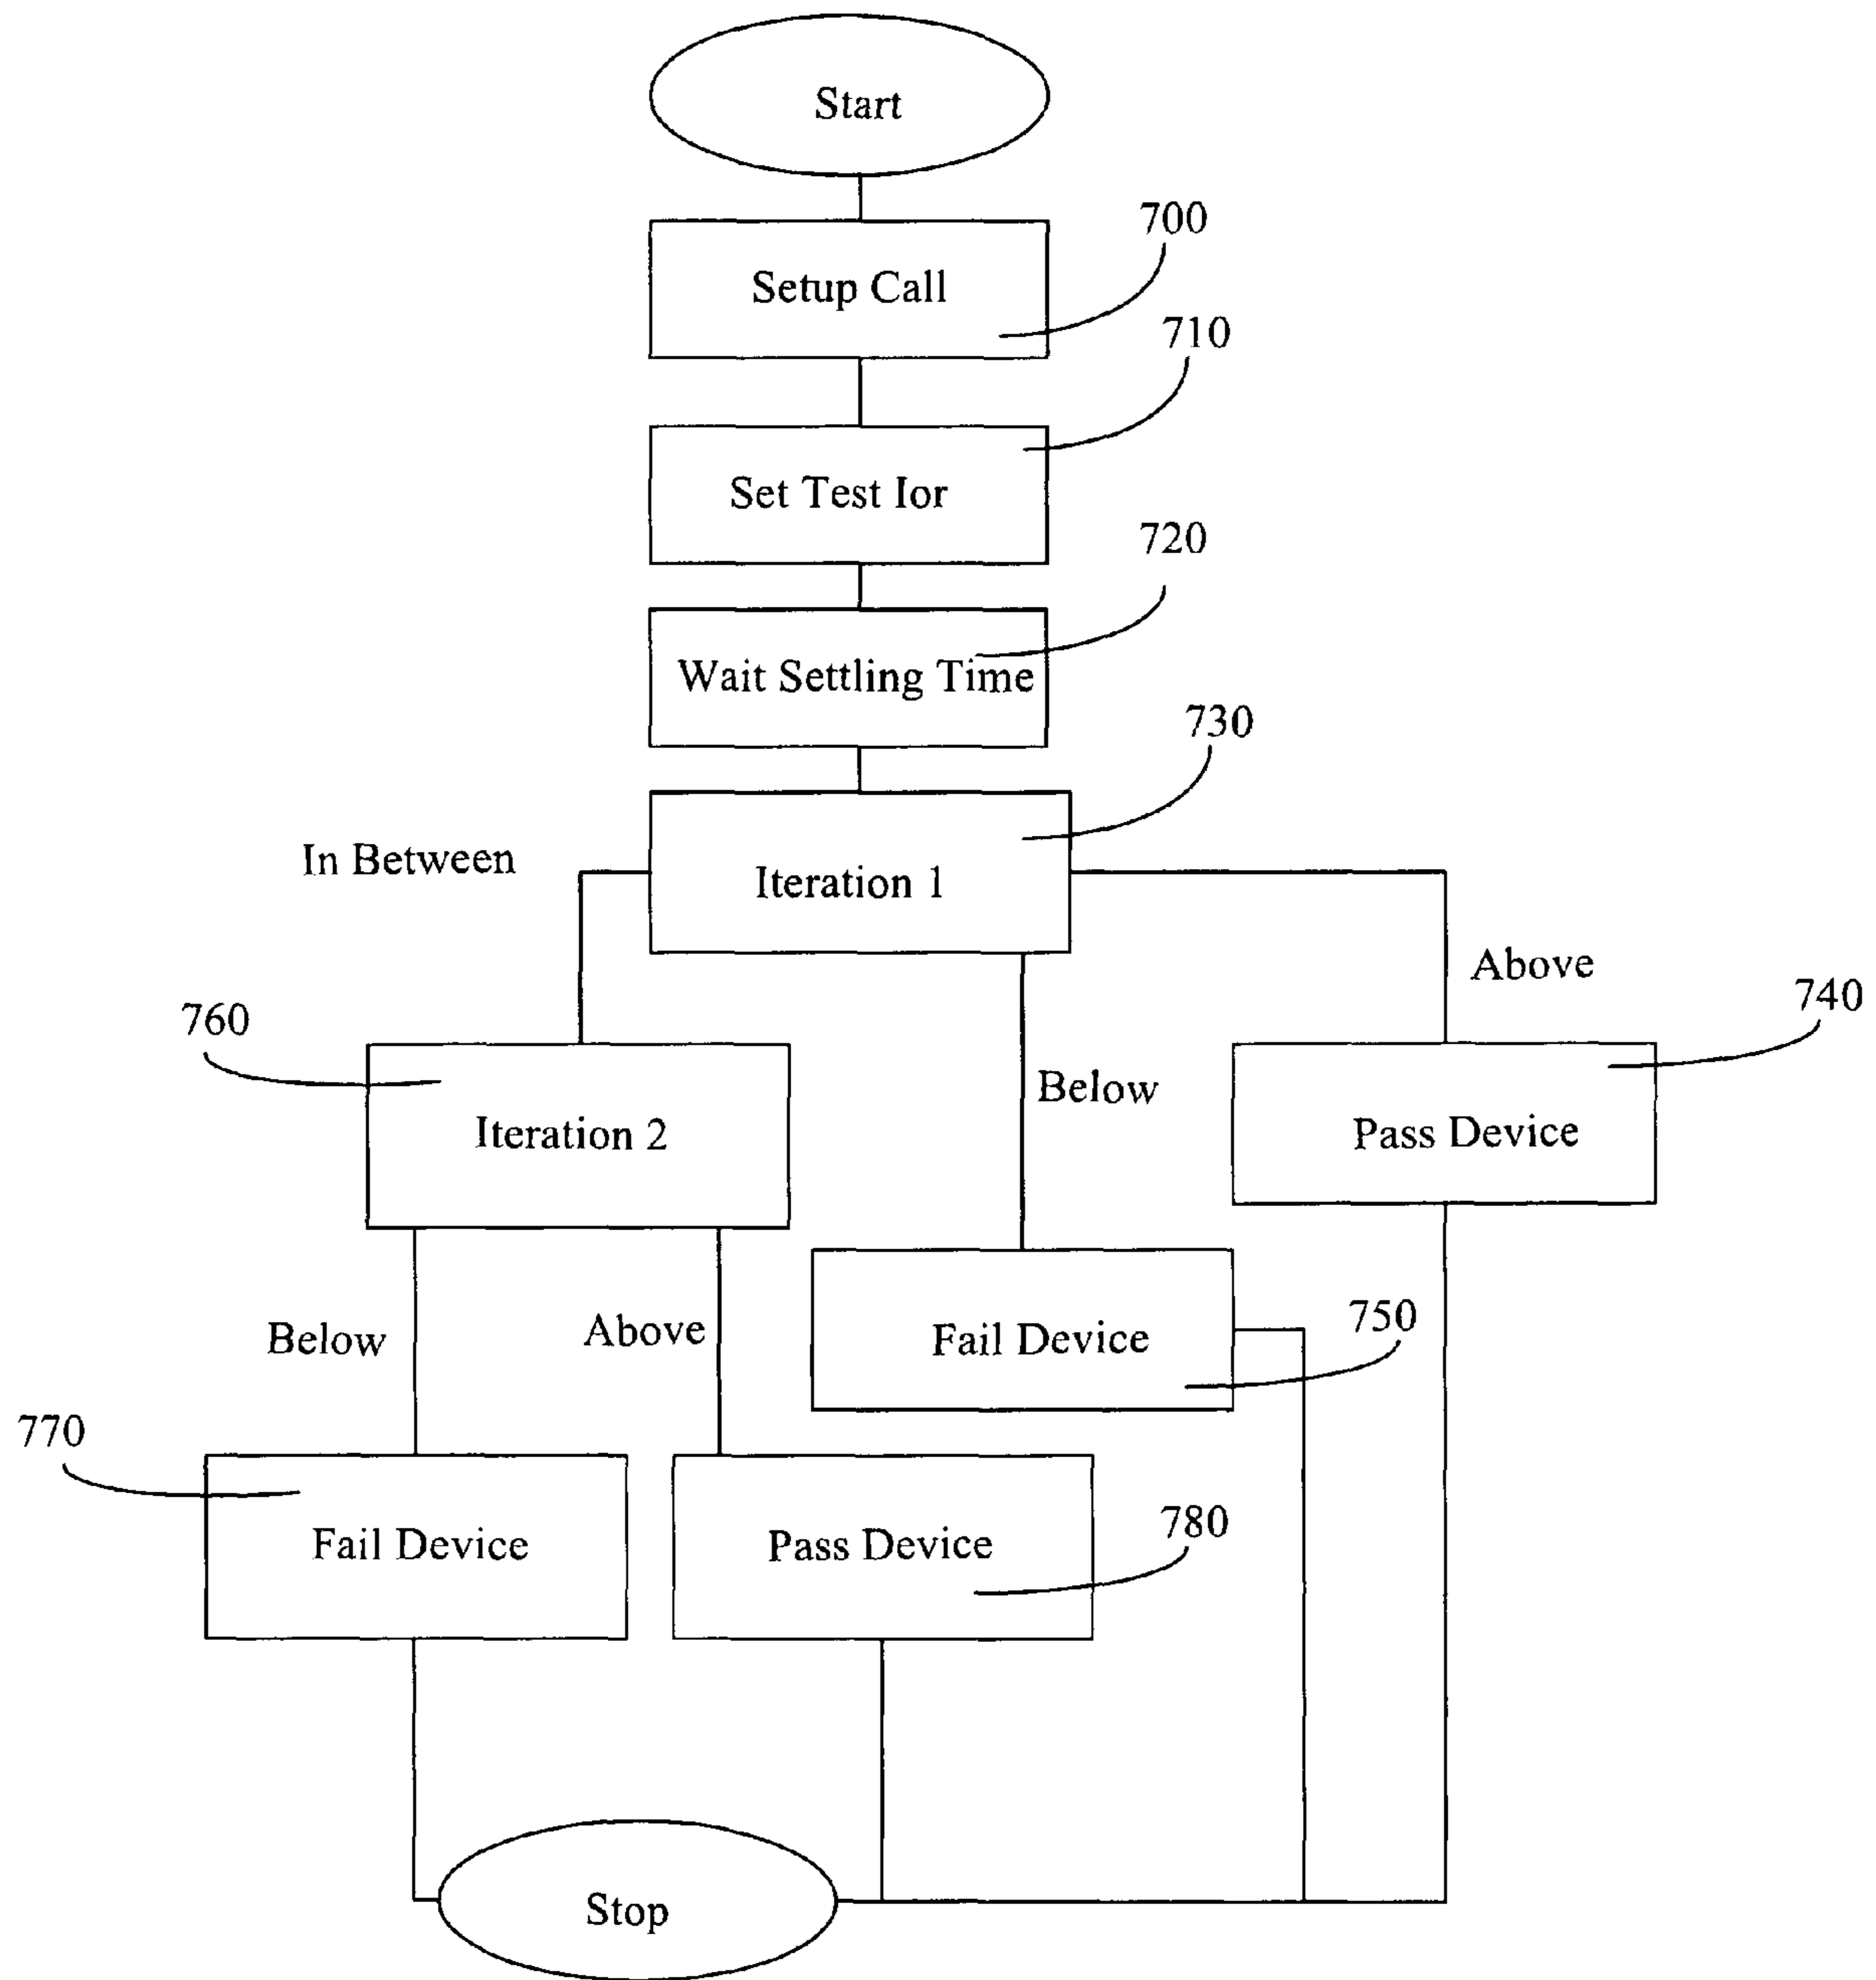 Start
700
Setup Call
710
Set Test Ior
720
Wait Settling Time
730
In Between
Iteration 1
Above
740
760
Below
Iteration 2
Pass Device
750
Below
Above
Fail Device
770
780
Fail Device
Pass Device
Stop